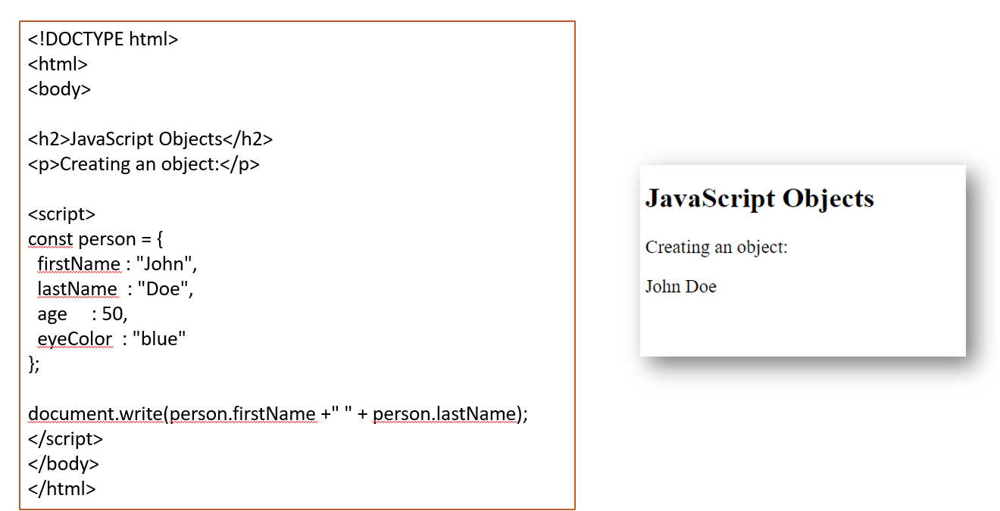 <!DOCTYPE html>
<html>
<body>
<h2>JavaScript Objects</h2>
<p>Creating an object:</p>
<script>
const person = {
  firstName : "John",
  lastName  : "Doe",
  age     : 50,
  eyeColor  : "blue"
};
document.write(person.firstName +" " + person.lastName);
</script>
</body>
</html>
JavaScript Objects
Creating an object:
John Doe